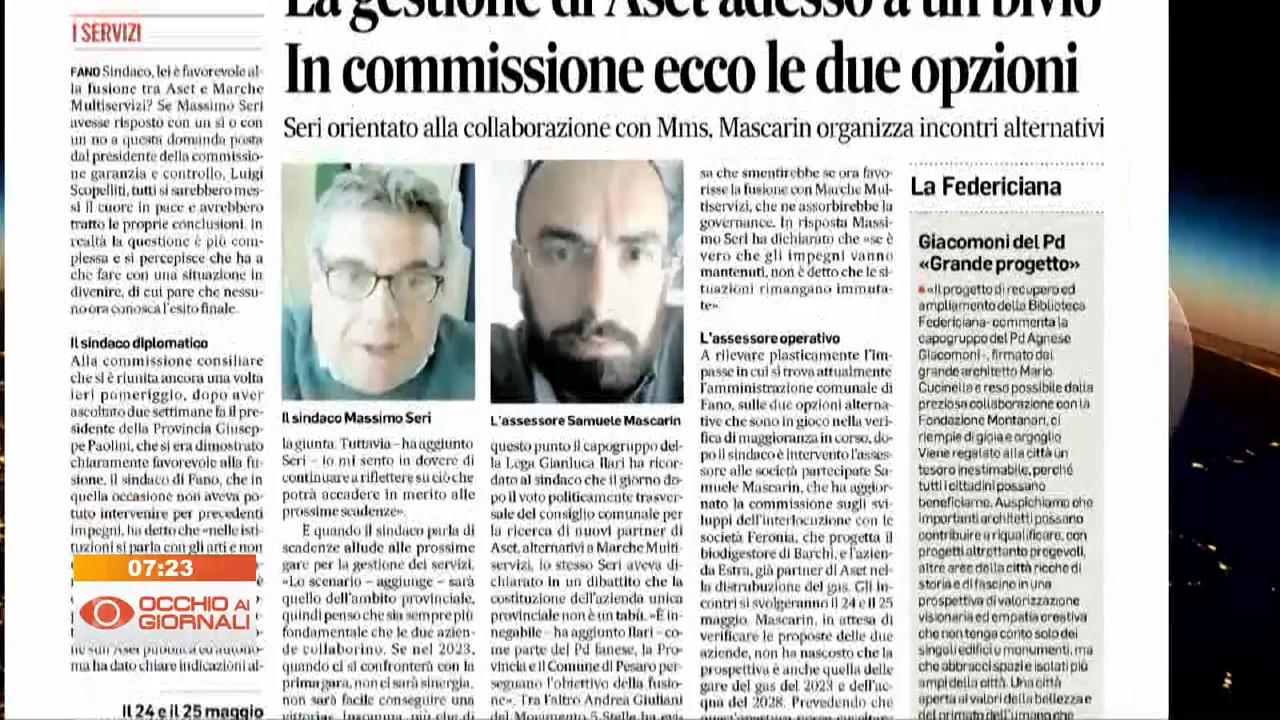 La gestione di Aset adesso a un bivio
In commissione ecco le due opzioni
Seri orientato alla collaborazione con Mms, Mascarin organizza incontri alternativi
I SERVIZI
FANO Sindaco, lei è favorevole al-
la fusione tra Aset e Marche
Multiservizi? Se Massimo Seri
avesse risposto con un sì o con
un no a questa domanda posta
dal presidente della commissio-
ne garanzia e controllo, Luigi
Scopelliti, tutti si sarebbero mes-
si il cuore in pace e avrebbero
tratto le proprie conclusioni. In
realtà la questione è più com-
plessa e si percepisce che ha a
che fare con una situazione in
divenire, di cui pare che nessu-
no ora conosca l'esito finale.
Il sindaco diplomatico
Alla commissione consiliare
che si è riunita ancora una volta
ieri pomeriggio, dopo aver
ascoltato due settimane fa il pre-
sidente della Provincia Giusep-
pe Paolini, che si era dimostrato
chiaramente favorevole alla fu-
sione, il sindaco di Fano, che in
quella occasione non aveva po-
tuto intervenire per precedenti
impegni, ha detto che «nelle isti-
tuzioni si parla con gli atti e non
07:23
OCCHIO AI
GIORNALI
ne sun Aset pubblica ed autono-
ma ha dato chiare indicazioni al-
Il 24 e il 25 maggio
Il sindaco Massimo Seri
la giunta. Tuttavia - ha aggiunto
Seri - io mi sento in dovere di
continuare a riflettere su ciò che
potrà accadere in merito alle
prossime scadenze».
E quando il sindaco parla di
scadenze allude alle prossime
gare per la gestione dei servizi.
«Lo scenario - aggiunge - sarà
quello dell'ambito provinciale,
quindi penso che sia sempre più
fondamentale che le due azien-
de collaborino. Se nel 2023,
quando ci si confronterà con la
prima gara, non ci sarà sinergia,
non sarà facile conseguire una
vittoria». Insomma, più che di
L'assessore Samuele Mascarin
questo punto il capogruppo del-
la Lega Gianluca Ilari ha ricor-
dato al sindaco che il giorno do-
po il voto politicamente trasver-
sale del consiglio comunale per
la ricerca di nuovi partner di
Aset, alternativi a Marche Multi-
servizi, lo stesso Seri aveva di-
chiarato in un dibattito che la
costituzione dell'azienda unica
provinciale non è un tabù. «È in-
negabile - ha aggiunto Ilari - co-
me parte del Pd fanese, la Pro-
vincia e il Comune di Pesaro per-
seguano l'obiettivo della fusio-
ne». Tra l'altro Andrea Giuliani
del Movimento 5 Stelle ha evi-
sa che smentirebbe se ora favo-
risse la fusione con Marche Mul-
tiservizi, che ne assorbirebbe la
governance. In risposta Massi-
mo Seri ha dichiarato che «se è
vero che gli impegni vanno
mantenuti, non è detto che le si-
tuazioni rimangano immuta-
te».
L'assessore operativo
A rilevare plasticamente l'im-
passe in cui si trova attualmente
l'amministrazione comunale di
Fano, sulle due opzioni alterna-
tive che sono in gioco nella veri-
fica di maggioranza in corso, do-
po il sindaco è intervento l'asses-
sore alle società partecipate Sa-
muele Mascarin, che ha aggior-
nato la commissione sugli svi-
luppi dell'interlocuzione con le
società Feronia, che progetta il
biodigestore di Barchi, e l'azien-
da Estra, già partner di Aset nel-
la distrubuzione del gas. Gli in-
contri si svolgeranno il 24 e il 25
maggio. Mascarin, in attesa di
verificare le proposte delle due
aziende, non ha nascosto che la
prospettiva è anche quella delle
gare del gas del 2023 e dell'ac-
qua del 2028. Prevedendo che
La Federiciana
Giacomoni del Pd
«Grande progetto»
«Il progetto di recupero ed
ampliamento della Biblioteca
Federiciana- commenta la
capogruppo del Pd Agnese
Giacomoni-, firmato dal
grande architetto Mario
Cucinella e reso possibile dalla
preziosa collaborazione con la
Fondazione Montanari, ci
riempie di gioia e orgoglio
Viene regalato alla città un
tesoro inestimabile, perché
tutti i cittadini possano
beneficiarne. Auspichiamo che
importanti architetti possano
contribuire a riqualificare, con
progetti altrettanto pregevoli,
altre aree della città ricche di
storia e di fascino in una
prospettiva di valorizzazione
visionaria ed empatia creativa
che non tenga conto solo dei
singoli edifici o monumenti, ma
che abbracci spazi e isolati più
ampi della città. Una città
aperta ai valori della bellezza e
del primato dell'umano che